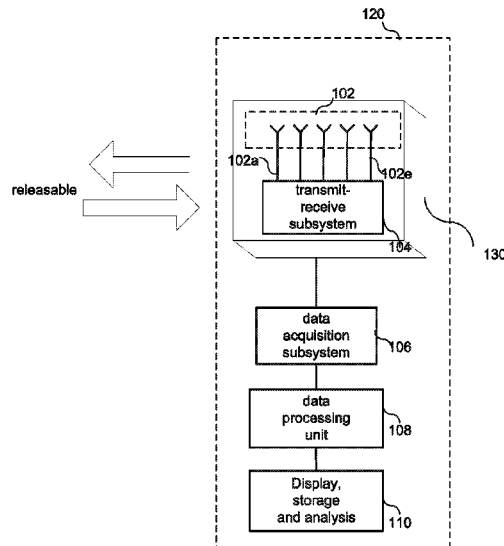 120
102
102a
102e
transmit-
receive
subsystem
104
releasable
130
data
acquisition
subsystem
106
data
processing
unit
108
Display,
storage
and analysis
110